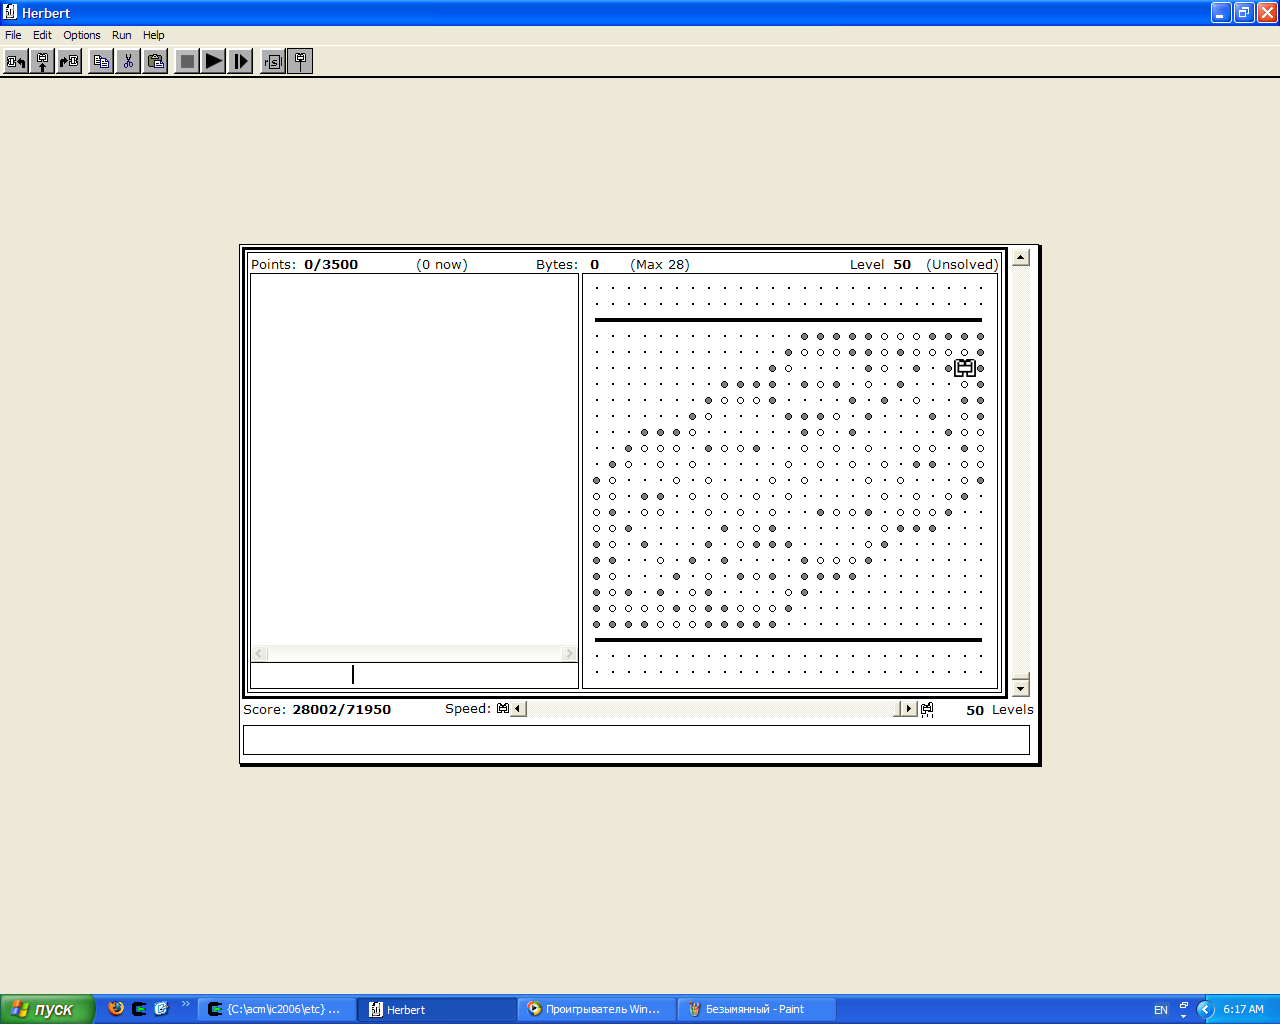 Herbert
File Edit Options Run Help
Points: 0/3500 (0 now) Bytes: 0 (Max 28) Level 50 (Unsolved)
Score: 28002/71950 Speed: 50 Levels
пуск {C:\acm\ic2006\etc} ... Herbert Проигрыватель Win... Безымянный - Paint EN 6:17 AM